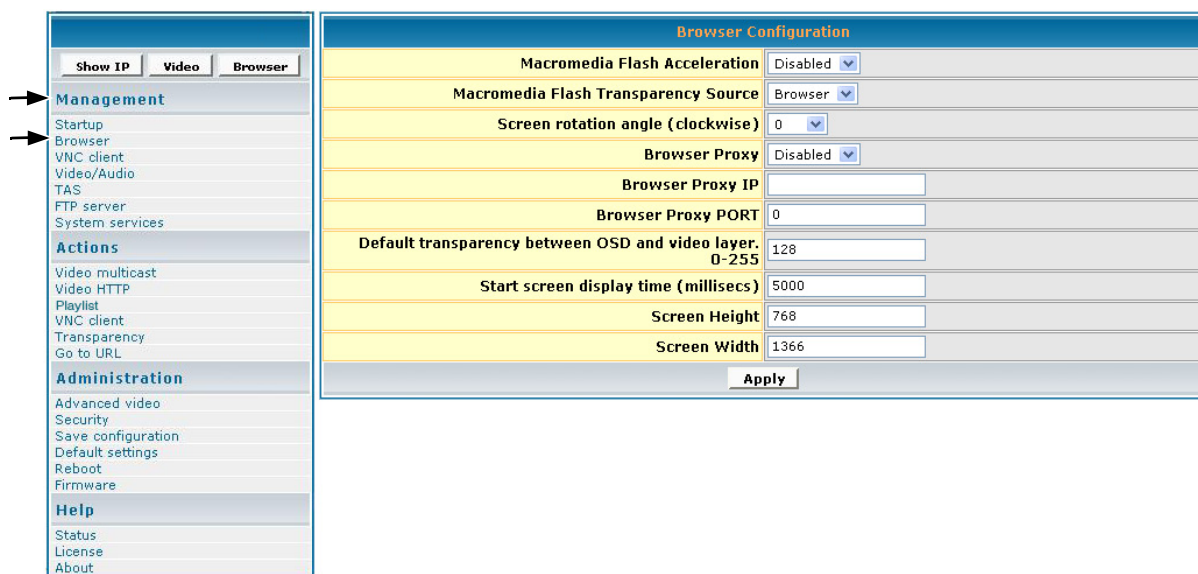 Show IP Video Browser
Management
Startup
Browser
VNC client
Video/Audio
TAS
FTP server
System services
Actions
Video multicast
Video HTTP
Playlist
VNC client
Transparency
Go to URL
Administration
Advanced video
Security
Save configuration
Default settings
Reboot
Firmware
Help
Status
License
About
Browser Configuration
Macromedia Flash Acceleration Disabled
Macromedia Flash Transparency Source Browser
Screen rotation angle (clockwise) 0
Browser Proxy Disabled
Browser Proxy IP
Browser Proxy PORT 0
Default transparency between OSD and video layer.
0-255 128
Start screen display time (millisecs) 5000
Screen Height 768
Screen Width 1366
Apply